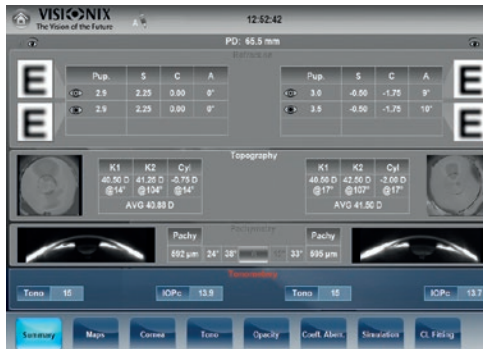 VISIONIX
The Vision of the Future
12:52:42
PD: 65.5 mm
Refraction
E
E
Pup. S C A
2.9 2.25 0.00 0°
2.9 2.25 0.00 0°
Pup. S C A
3.0 -0.50 -1.75 9°
3.5 -0.50 -1.75 10°
E
E
Topography
K1 K2 Cyl
40.50 D 41.25 D -0.75 D
@14° @104° @14°
AVG 40.88 D
K1 K2 Cyl
40.50 D 42.50 D -2.00 D
@17° @107° @17°
AVG 41.50 D
Pachymetry
Pachy
592 µm 24° 38°
Pachy
33° 595 µm
Tonometry
Tono 15
IOPc 13.9
Tono 15
IOPc 13.7
Summary
Maps
Cornea
Tono
Opacity
Coeff. Aberr.
Simulation
CL Fitting